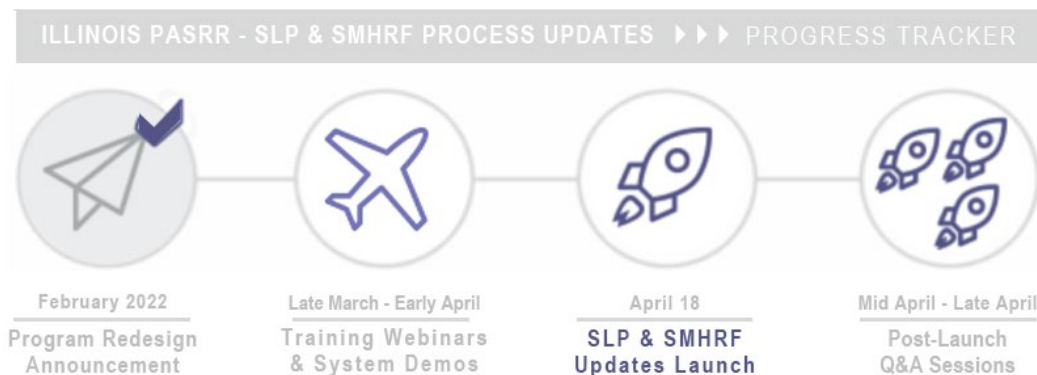 ILLINOIS PASRR - SLP & SMHRF PROCESS UPDATES ▶ ▶ ▶ PROGRESS TRACKER
February 2022
Program Redesign
Announcement
Late March - Early April
Training Webinars
& System Demos
April 18
SLP & SMHRF
Updates Launch
Mid April - Late April
Post-Launch
Q&A Sessions